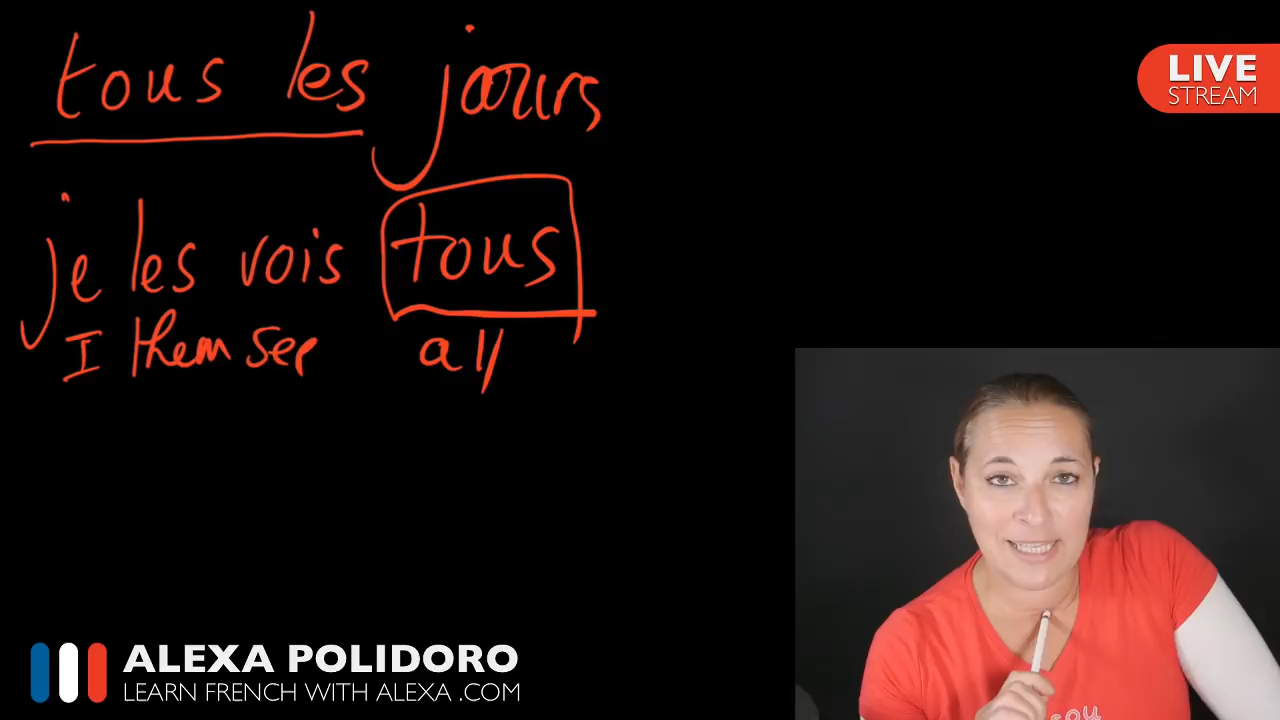 tous les jours
LIVE
STREAM
je les vois tous
I them see all
ALEXA POLIDORO
LEARN FRENCH WITH ALEXA .COM